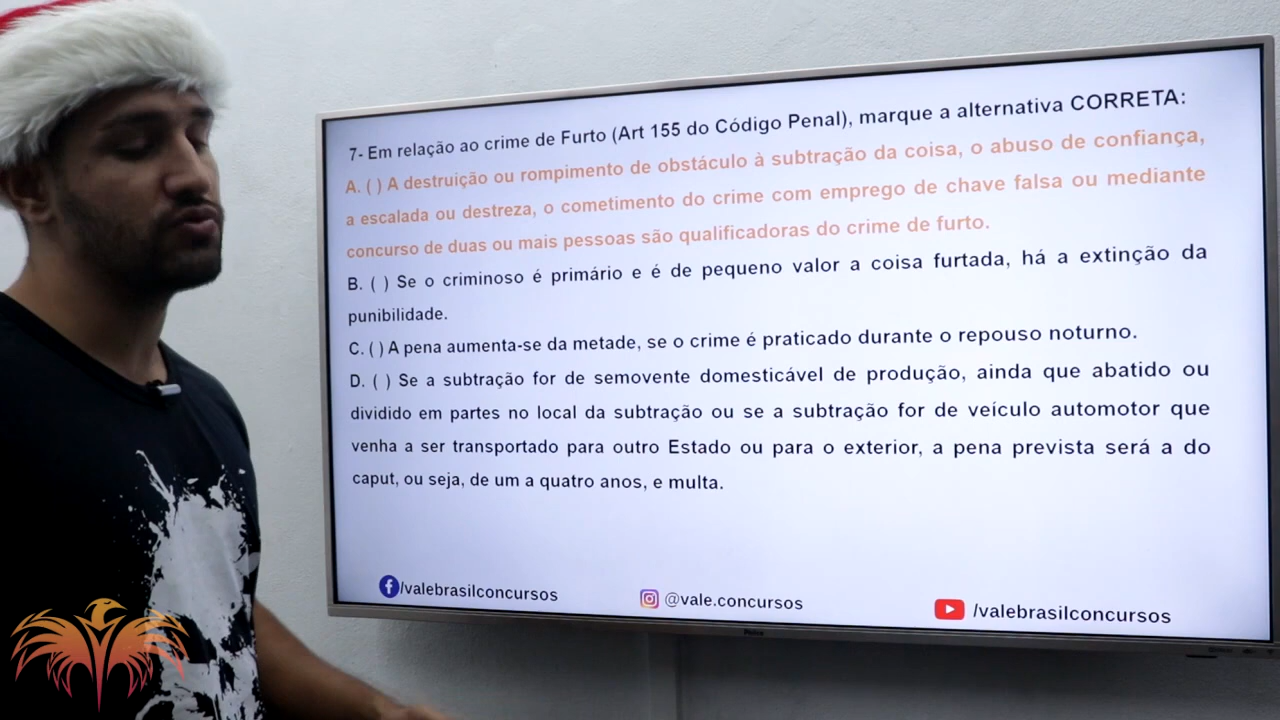 7- Em relação ao crime de Furto (Art 155 do Código Penal), marque a alternativa CORRETA:
A. ( ) A destruição ou rompimento de obstáculo à subtração da coisa, o abuso de confiança,
a escalada ou destreza, o cometimento do crime com emprego de chave falsa ou mediante
concurso de duas ou mais pessoas são qualificadoras do crime de furto.
B. ( ) Se o criminoso é primário e é de pequeno valor a coisa furtada, há a extinção da
punibilidade.
C. ( ) A pena aumenta-se da metade, se o crime é praticado durante o repouso noturno.
D. ( ) Se a subtração for de semovente domesticável de produção, ainda que abatido ou
dividido em partes no local da subtração ou se a subtração for de veículo automotor que
venha a ser transportado para outro Estado ou para o exterior, a pena prevista será a do
caput, ou seja, de um a quatro anos, e multa.
/valebrasilconcursos @vale.concursos /valebrasilconcursos